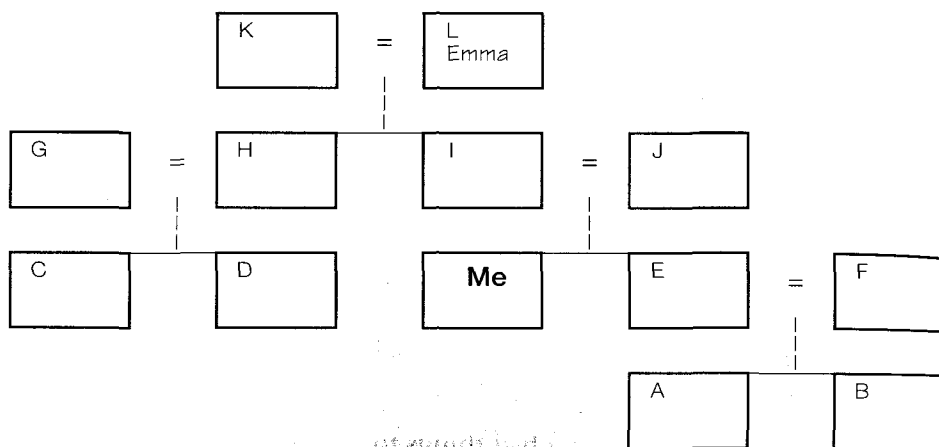 K = L
Emma
G = H I = J
C D Me E = F
A B